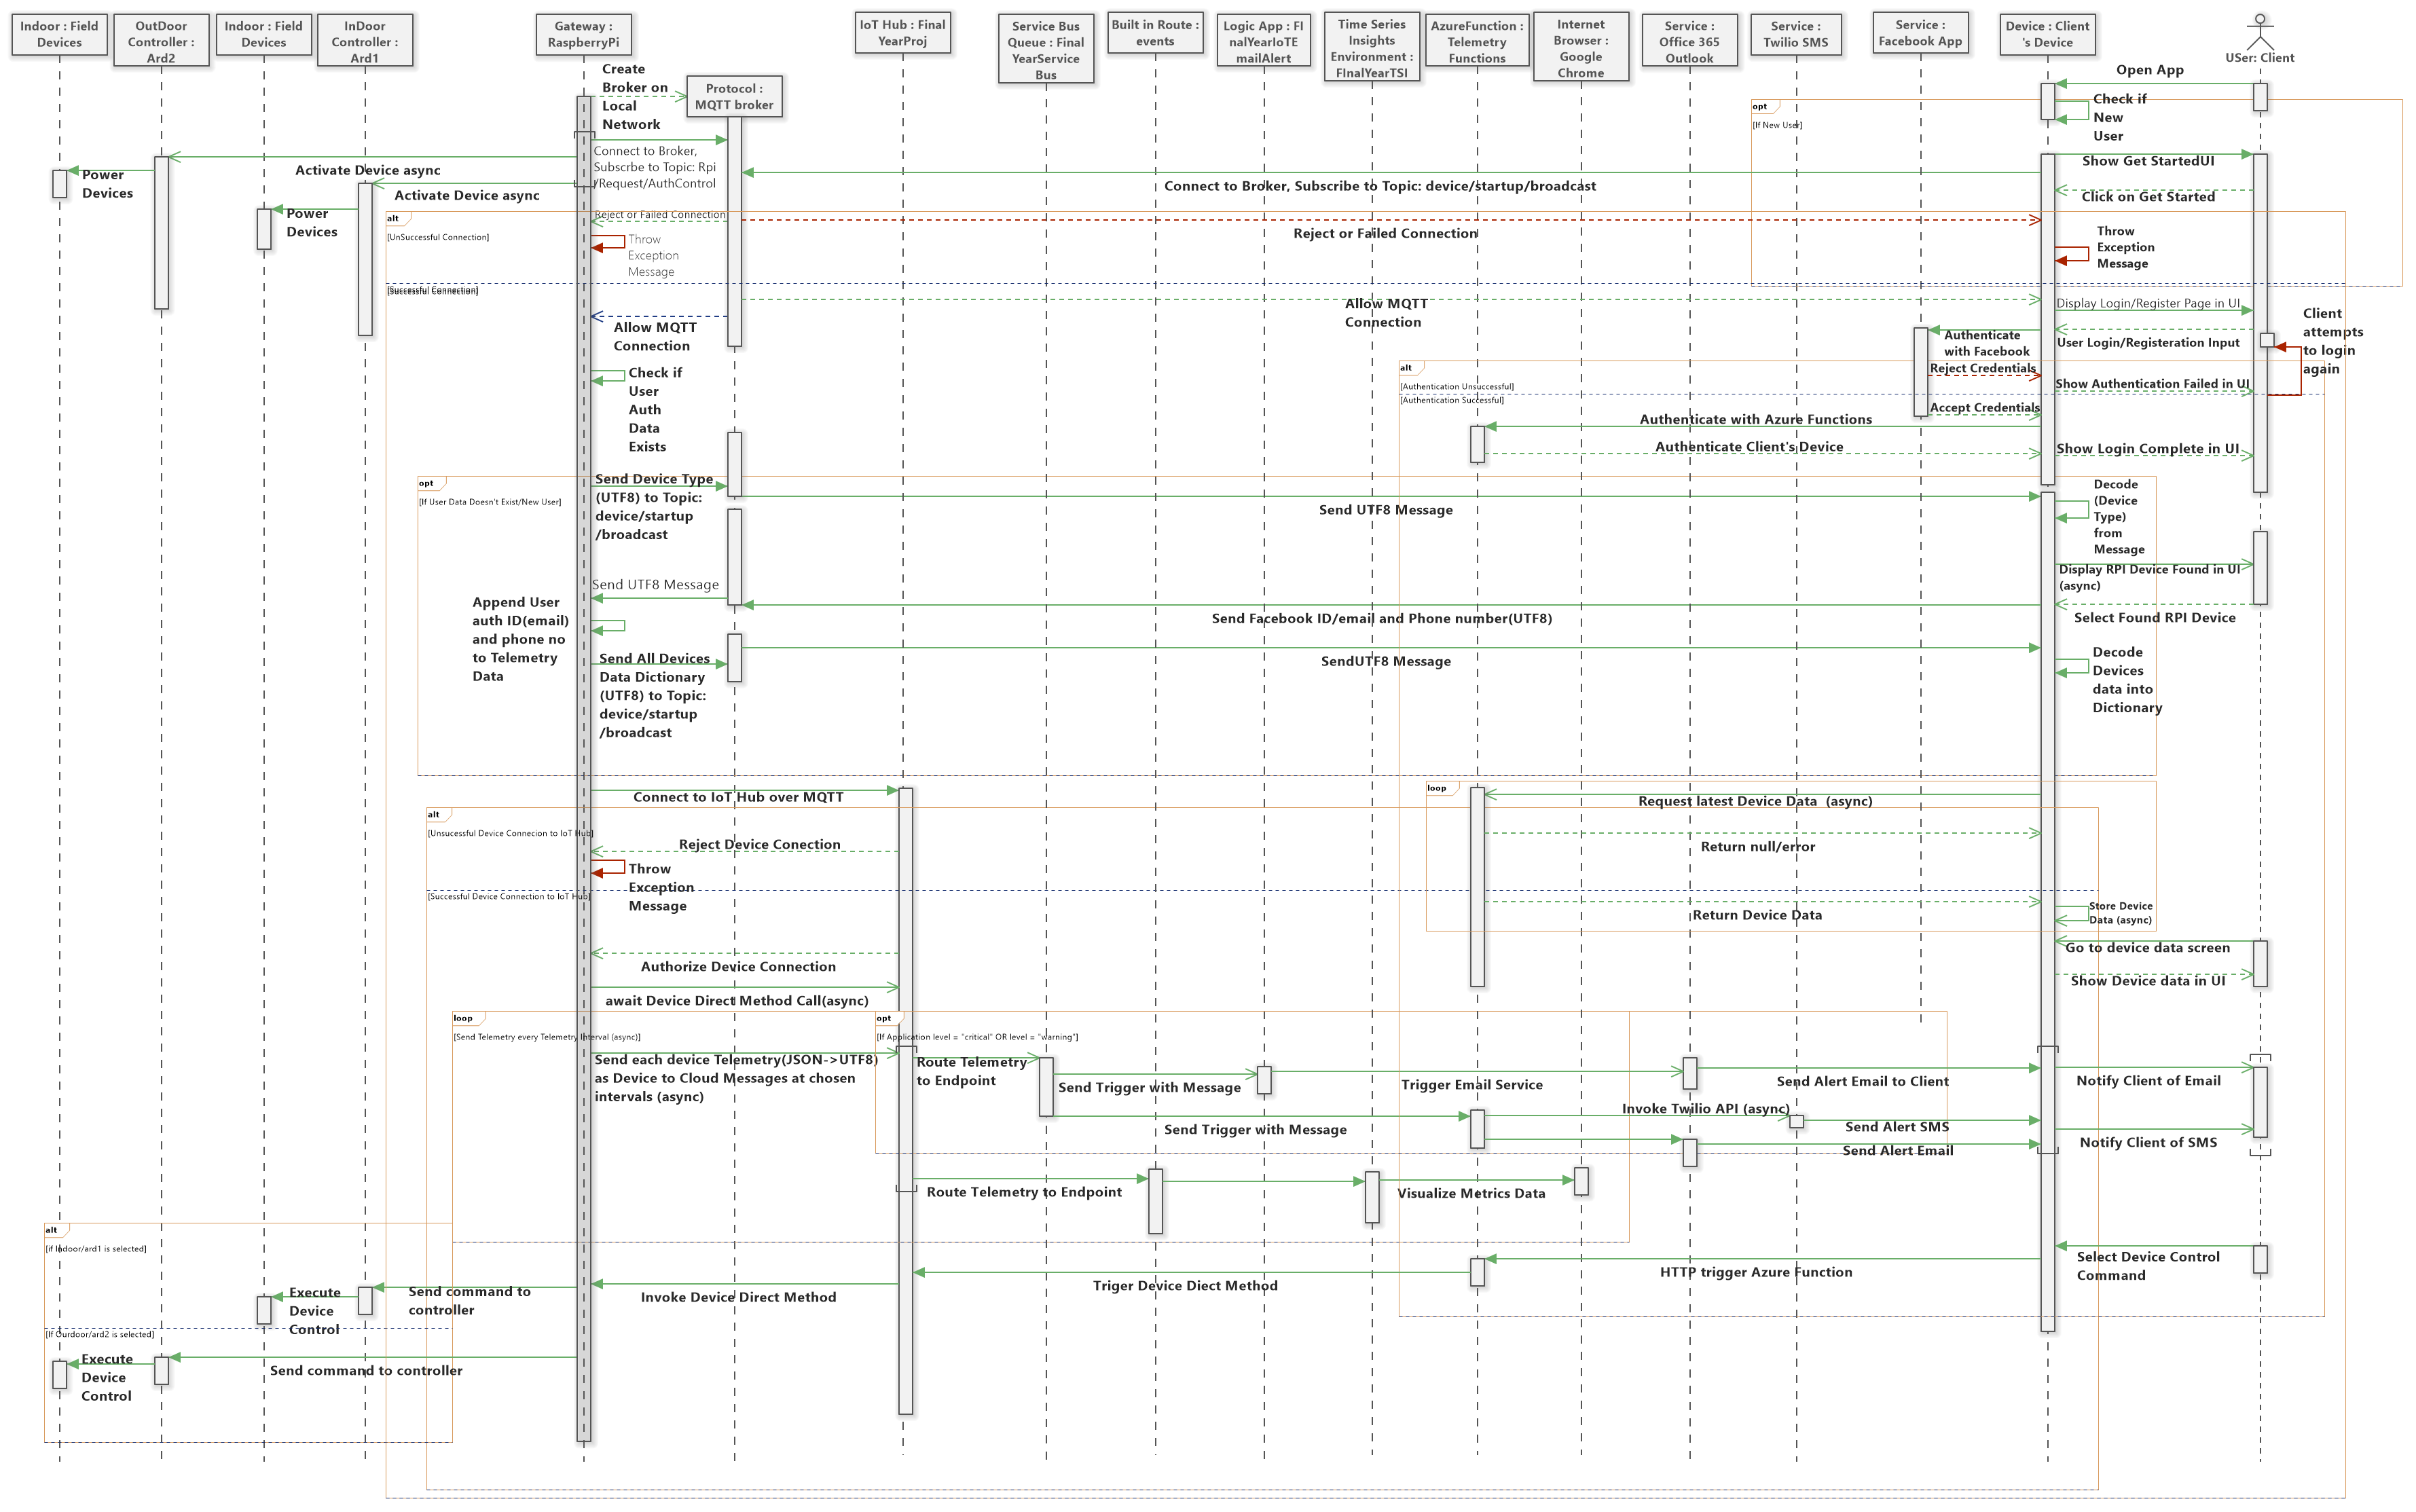 Indoor : Field
Devices
OutDoor
Controller :
Ard2
Indoor : Field
Devices
InDoor
Controller :
Ard1
Gateway :
RaspberryPi
IoT Hub : Final
YearProj
Service Bus
Queue : Final
YearService
Bus
Built in Route :
events
Logic App : FI
nalYearIoTE
mailAlert
Time Series
Insights
Environment :
FInalYearTSI
AzureFunction :
Telemetry
Functions
Internet
Browser :
Google
Chrome
Service :
Office 365
Outlook
Service :
Twilio SMS
Service :
Facebook App
Device : Client
's Device
USer: Client
Protocol :
MQTT broker
Create
Broker on
Local
Network
Open App
opt
[If New User]
Check if
New
User
Connect to Broker,
Subscrbe to Topic: Rpi
/Request/AuthControl
Activate Device async
Power
Devices
Activate Device async
Power
Devices
Show Get StartedUI
Connect to Broker, Subscribe to Topic: device/startup/broadcast
Click on Get Started
alt
[UnSuccessful Connection]
Reject or Failed Connection
Reject or Failed Connection
Throw
Exception
Message
Throw
Exception
Message
[Successful Connection]
Allow MQTT
Connection
Allow MQTT
Connection
Display Login/Register Page in UI
User Login/Registeration Input
Client
attempts
to login
again
Authenticate
with Facebook
alt
[Authentication Unsuccessful]
Reject Credentials
Show Authentication Failed in UI
[Authentication Successful]
Accept Credentials
Check if
User
Auth
Data
Exists
Authenticate with Azure Functions
Authenticate Client's Device
Show Login Complete in UI
opt
[If User Data Doesn't Exist/New User]
Send Device Type
(UTF8) to Topic:
device/startup
/broadcast
Send UTF8 Message
Decode
(Device
Type)
from
Message
Display RPI Device Found in UI
(async)
Send UTF8 Message
Append User
auth ID(email)
and phone no
to Telemetry
Data
Send Facebook ID/email and Phone number(UTF8)
Select Found RPI Device
Send All Devices
Data Dictionary
(UTF8) to Topic:
device/startup
/broadcast
SendUTF8 Message
Decode
Devices
data into
Dictionary
Connect to IoT Hub over MQTT
loop
Request latest Device Data (async)
alt
[Unsucessful Device Connecion to IoT Hub]
Reject Device Conection
Return null/error
Throw
Exception
Message
[Successful Device Connection to IoT Hub]
Return Device Data
Store Device
Data (async)
Authorize Device Connection
Go to device data screen
Show Device data in UI
await Device Direct Method Call(async)
loop
[Send Telemetry every Telemetry Interval (async)]
opt
[If Application level = "critical" OR level = "warning"]
Send each device Telemetry(JSON->UTF8)
as Device to Cloud Messages at chosen
intervals (async)
Route Telemetry
to Endpoint
Send Trigger with Message
Trigger Email Service
Send Alert Email to Client
Notify Client of Email
Send Trigger with Message
Invoke Twilio API (async)
Send Alert SMS
Notify Client of SMS
Send Alert Email
Route Telemetry to Endpoint
Visualize Metrics Data
alt
[if Indoor/ard1 is selected]
Select Device Control
Command
HTTP trigger Azure Function
Triger Device Diect Method
Invoke Device Direct Method
Send command to
controller
Execute
Device
Control
[If Ourdoor/ard2 is selected]
Send command to controller
Execute
Device
Control